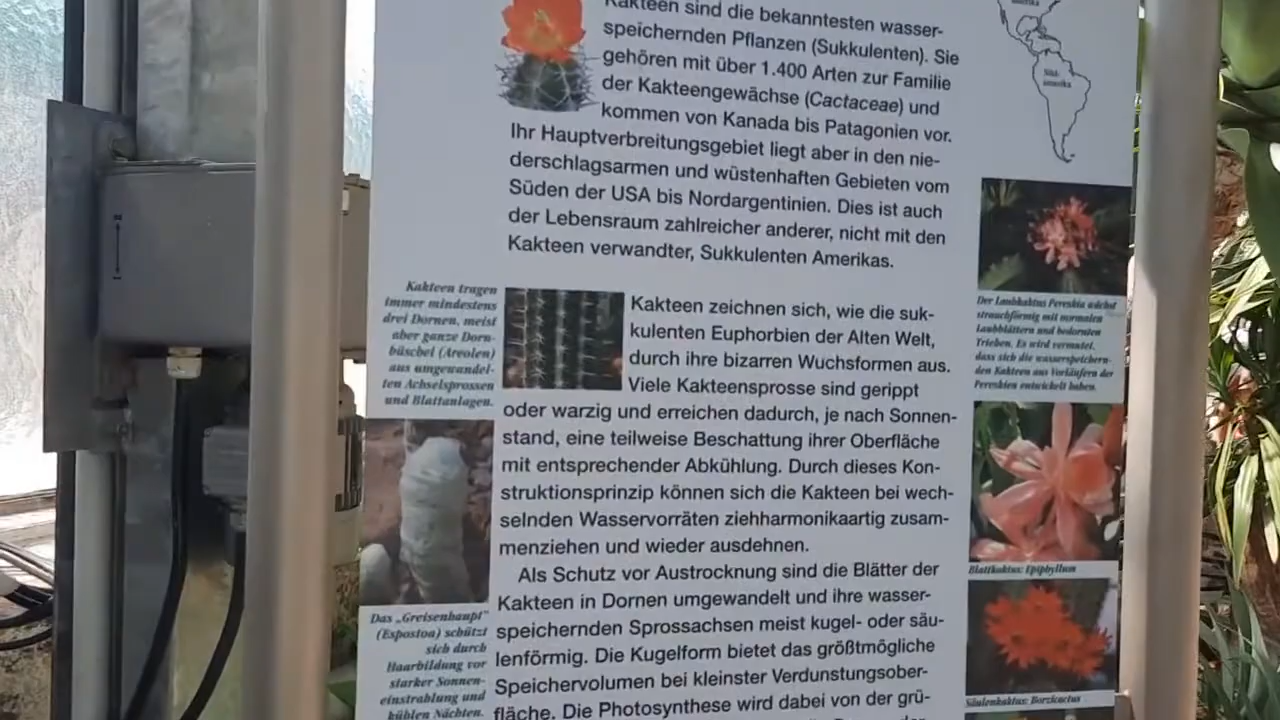 Kakteen sind die bekanntesten wasser-
speichernden Pflanzen (Sukkulenten). Sie
gehören mit über 1.400 Arten zur Familie
der Kakteengewächse (Cactaceae) und
kommen von Kanada bis Patagonien vor.
Ihr Hauptverbreitungsgebiet liegt aber in den nie-
derschlagsarmen und wüstenhaften Gebieten vom
Süden der USA bis Nordargentinien. Dies ist auch
der Lebensraum zahlreicher anderer, nicht mit den
Kakteen verwandter, Sukkulenten Amerikas.
Süd-
amerika
Kakteen tragen
immer mindestens
drei Dornen, meist
aber ganze Dorn-
büschel (Areolen)
aus umgewandel-
ten Achselsprossen
und Blattanlagen.
Kakteen zeichnen sich, wie die suk-
kulenten Euphorbien der Alten Welt,
durch ihre bizarren Wuchsformen aus.
Viele Kakteensprosse sind gerippt
oder warzig und erreichen dadurch, je nach Sonnen-
stand, eine teilweise Beschattung ihrer Oberfläche
mit entsprechender Abkühlung. Durch dieses Kon-
struktionsprinzip können sich die Kakteen bei wech-
selnden Wasservorräten ziehharmonikaartig zusam-
menziehen und wieder ausdehnen.
Als Schutz vor Austrocknung sind die Blätter der
Kakteen in Dornen umgewandelt und ihre wasser-
speichernden Sprossachsen meist kugel- oder säu-
lenförmig. Die Kugelform bietet das größtmögliche
Speichervolumen bei kleinster Verdunstungsober-
fläche. Die Photosynthese wird dabei von der grü-
Das „Greisenhaupt"
(Espostoa) schützt
sich durch
Haarbildung vor
starker Sonnen-
einstrahlung und
kühlen Nächten.
Der Laubkaktus Pereskia wächst
strauchförmig mit normalen
Laubblättern und bedornten
Trieben. Es wird vermutet,
dass sich die wasserspeichern-
den Kakteen aus Vorläufern der
Pereskien entwickelt haben.
Blattkaktus: Epiphyllum
Säulenkaktus: Borzicactus